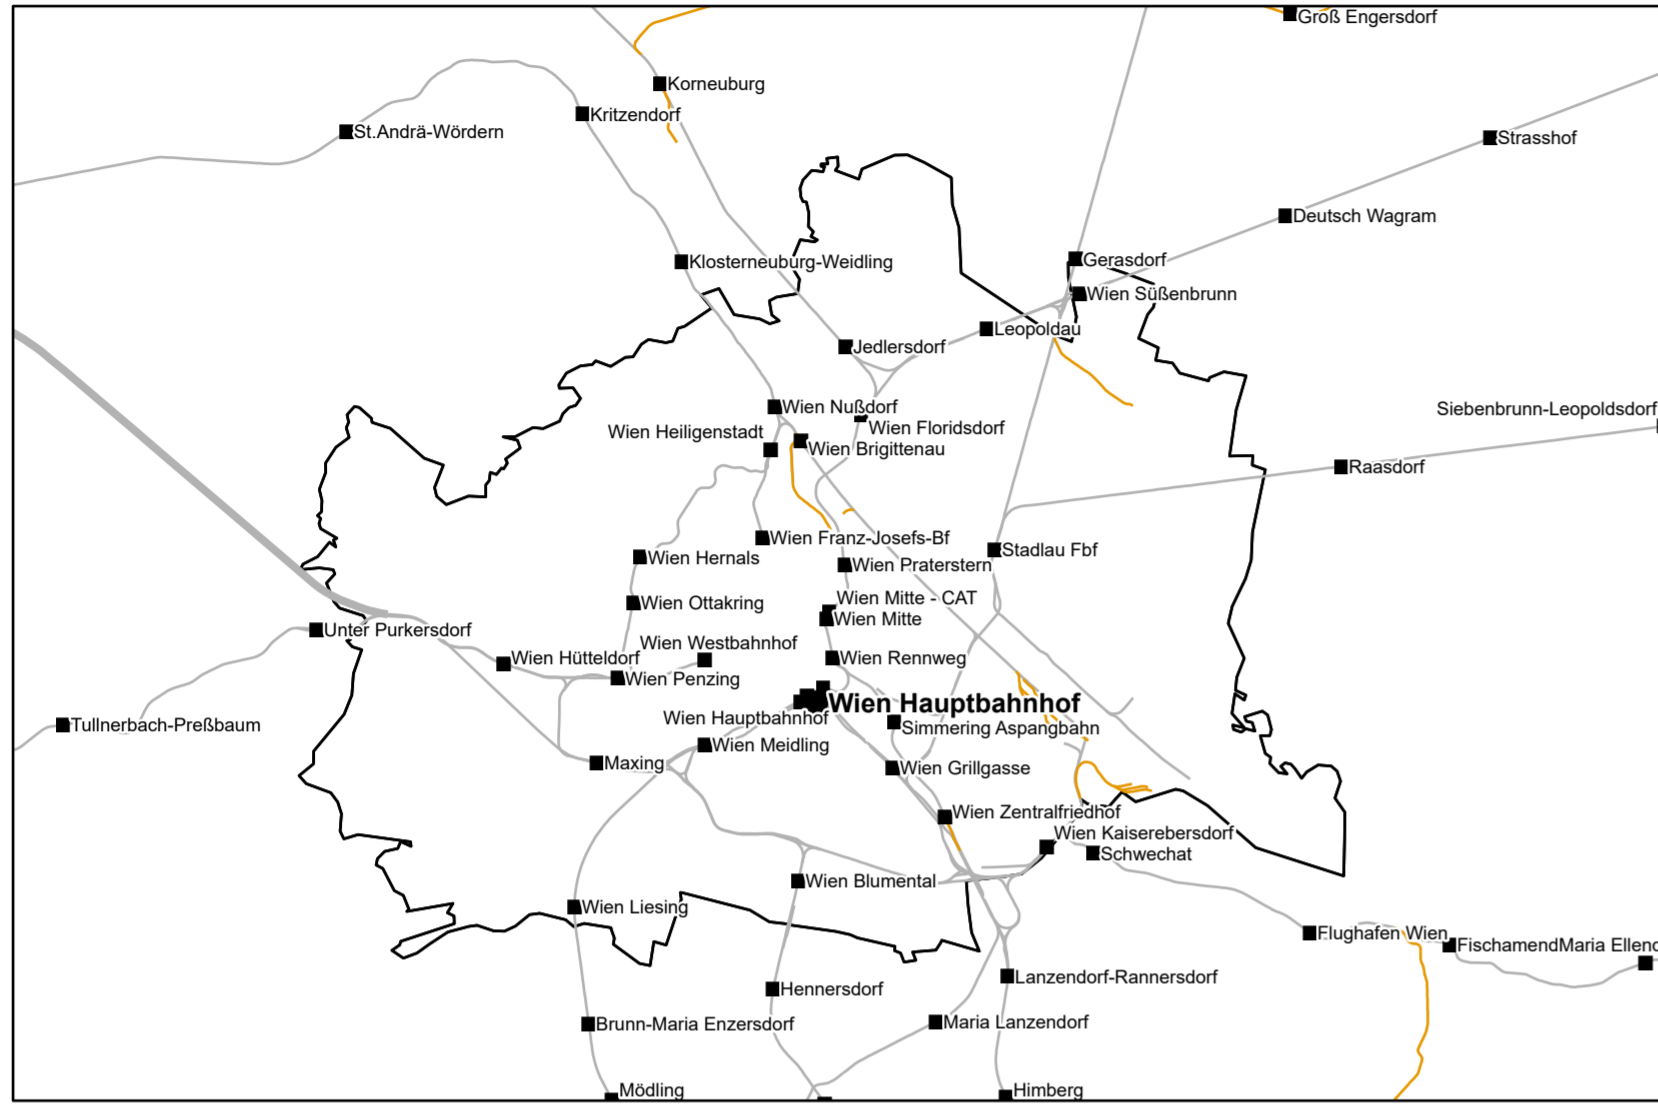 Groß Engersdorf
Korneuburg
Kritzendorf
St.Andrä-Wördern
Strasshof
Deutsch Wagram
Klosterneuburg-Weidling
Gerasdorf
Wien Süßenbrunn
Leopoldau
Jedlersdorf
Wien Nußdorf
Siebenbrunn-Leopoldsdorf
Wien Floridsdorf
Wien Heiligenstadt
Wien Brigittenau
Raasdorf
Wien Franz-Josefs-Bf
Stadlau Fbf
Wien Hernals
Wien Praterstern
Wien Mitte - CAT
Wien Ottakring
Wien Mitte
Unter Purkersdorf
Wien Westbahnhof
Wien Hütteldorf
Wien Rennweg
Wien Penzing
Wien Hauptbahnhof
Wien Hauptbahnhof
Tullnerbach-Preßbaum
Simmering Aspangbahn
Wien Meidling
Maxing
Wien Grillgasse
Wien Zentralfriedhof
Wien Kaiserebersdorf
Schwechat
Wien Blumental
Wien Liesing
Flughafen Wien
Fischamend
Maria Ellend
Lanzendorf-Rannersdorf
Hennersdorf
Brunn-Maria Enzersdorf
Maria Lanzendorf
Mödling
Himberg